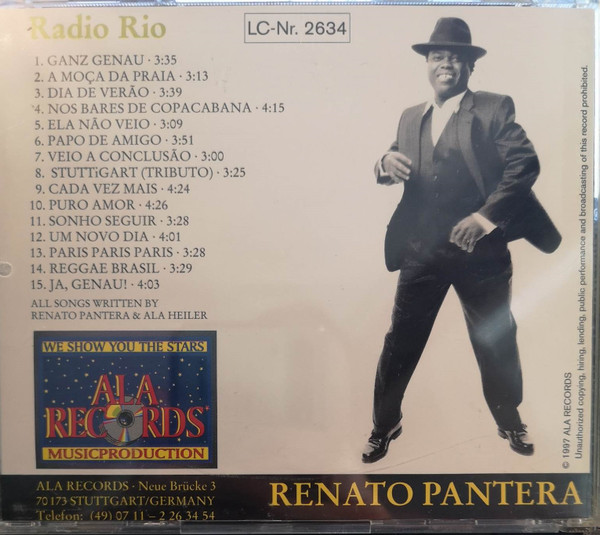 Radio Rio
LC-Nr. 2634
1. GANZ GENAU · 3:35
2. A MOÇA DA PRAIA · 3:13
3. DIA DE VERÃO · 3:39
4. NOS BARES DE COPACABANA · 4:15
5. ELA NÃO VEIO · 3:09
6. PAPO DE AMIGO · 3:51
7. VEIO A CONCLUSÃO · 3:00
8. STUTTiGART (TRIBUTO) · 3:25
9. CADA VEZ MAIS · 4:24
10. PURO AMOR · 4:26
11. SONHO SEGUIR · 3:28
12. UM NOVO DIA · 4:01
13. PARIS PARIS PARIS · 3:28
14. REGGAE BRASIL · 3:29
15. JA, GENAU! · 4:03
ALL SONGS WRITTEN BY
RENATO PANTERA & ALA HEILER
WE SHOW YOU THE STARS!
ALA
RECORDS
MUSICPRODUCTION
ALA RECORDS · Neue Brücke 3
70 173 STUTTGART/GERMANY
Telefon: (49) 07 11 – 2 26 34 54
RENATO PANTERA
© 1997 ALA RECORDS
Unauthorized copying, hiring, lending, public performance and broadcasting of this record prohibited.